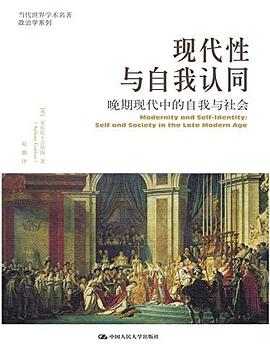 当代世界学术名著
政治学系列
现代性
与自我认同
晚期现代中的自我与社会
Modernity and Self-Identity:
Self and Society in the Late Modern Age
[英] 安东尼·吉登斯 著
(Anthony Giddens)
夏璐 译
中国人民大学出版社